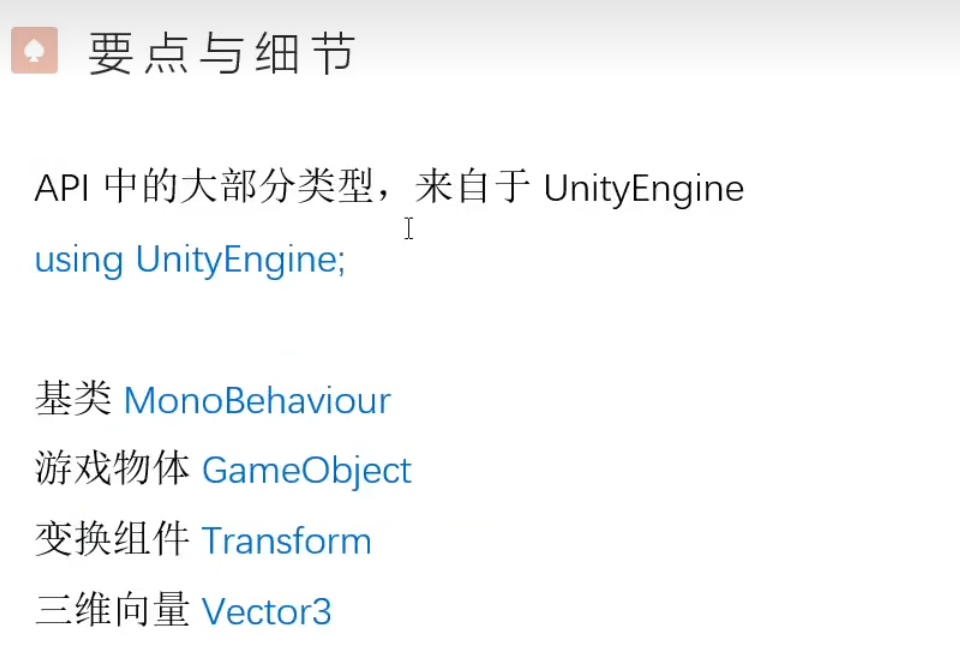 要点与细节
API 中的大部分类型，来自于 UnityEngine
using UnityEngine;
基类 MonoBehaviour
游戏物体 GameObject
变换组件 Transform
三维向量 Vector3